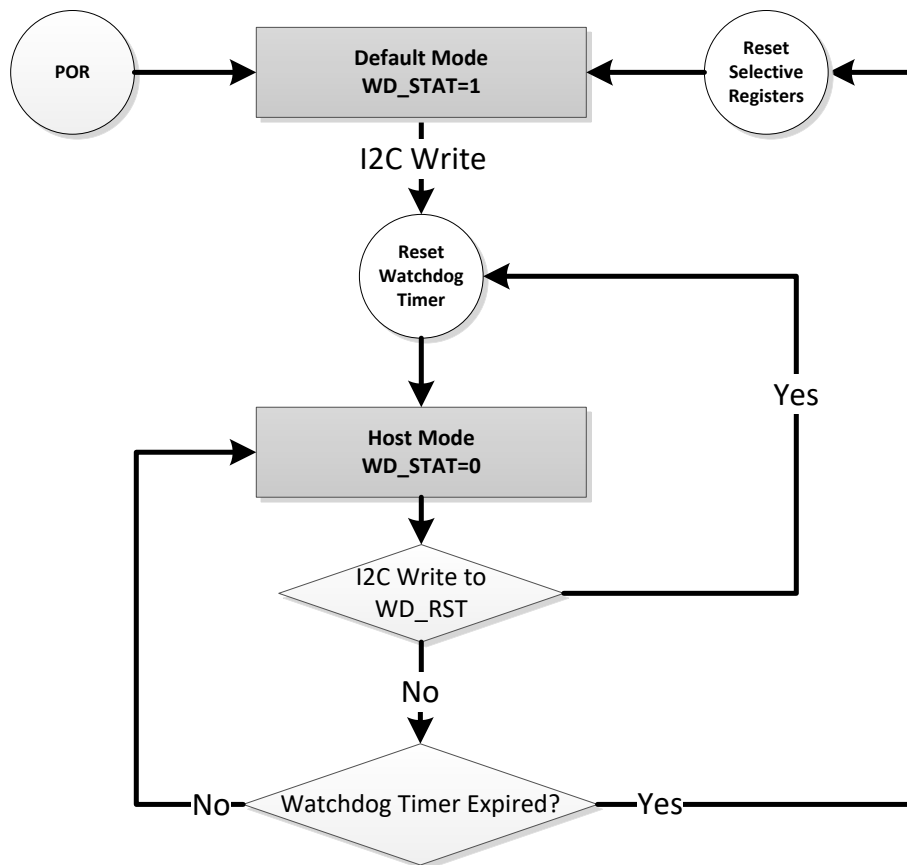 POR
Default Mode
WD_STAT=1
Reset
Selective
Registers
I2C Write
Reset
Watchdog
Timer
Yes
Host Mode
WD_STAT=0
I2C Write to
WD_RST
No
No
Watchdog Timer Expired?
Yes